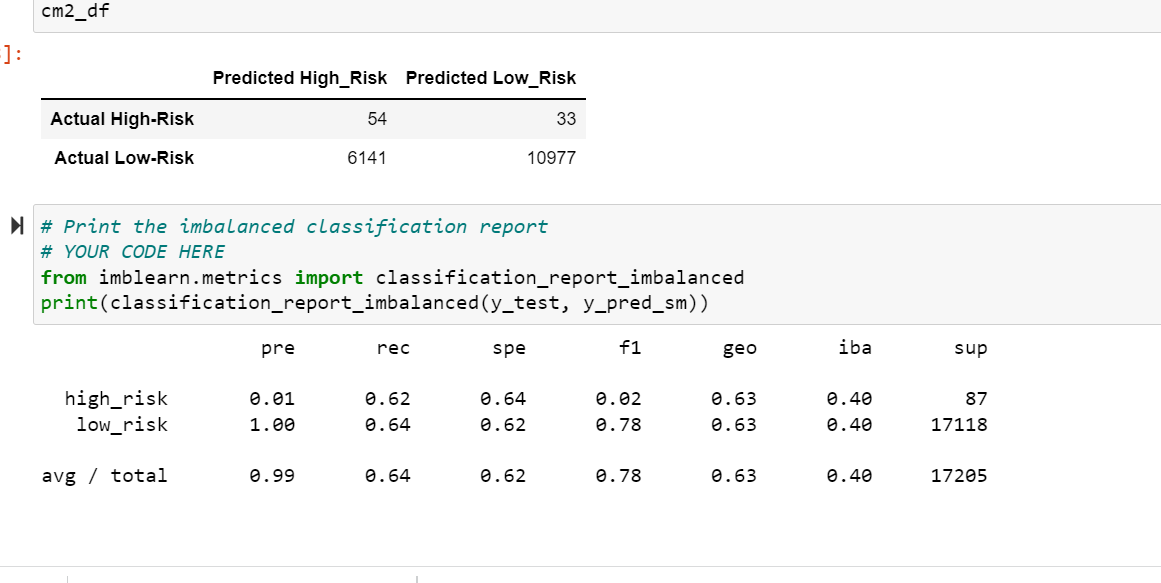 cm2_df
]:
Predicted High_Risk Predicted Low_Risk
Actual High-Risk 54 33
Actual Low-Risk 6141 10977
# Print the imbalanced classification report
# YOUR CODE HERE
from imblearn.metrics import classification_report_imbalanced
print(classification_report_imbalanced(y_test, y_pred_sm))
pre rec spe f1 geo iba sup
high_risk 0.01 0.62 0.64 0.02 0.63 0.40 87
low_risk 1.00 0.64 0.62 0.78 0.63 0.40 17118
avg / total 0.99 0.64 0.62 0.78 0.63 0.40 17205